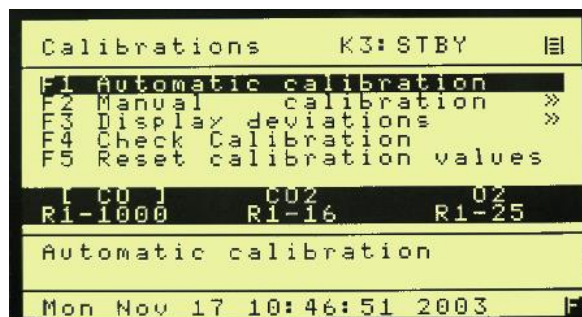 Calibrations K3:STBY
F1 Automatic calibration
F2 Manual calibration »
F3 Display deviations »
F4 Check Calibration
F5 Reset calibration values
[ CO ] CO2 O2
R1-1000 R1-16 R1-25
Automatic calibration
Mon Nov 17 10:46:51 2003 F